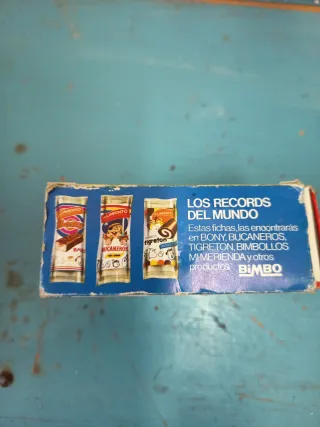 LOS RECORDS
DEL MUNDO
Estas fichas, las encontrarás
en BONY, BUCANEROS,
TIGRETON, BIMBOLLOS
MI MERIENDA y otros
productos BIMBO
BUCANEROS
Tigreton